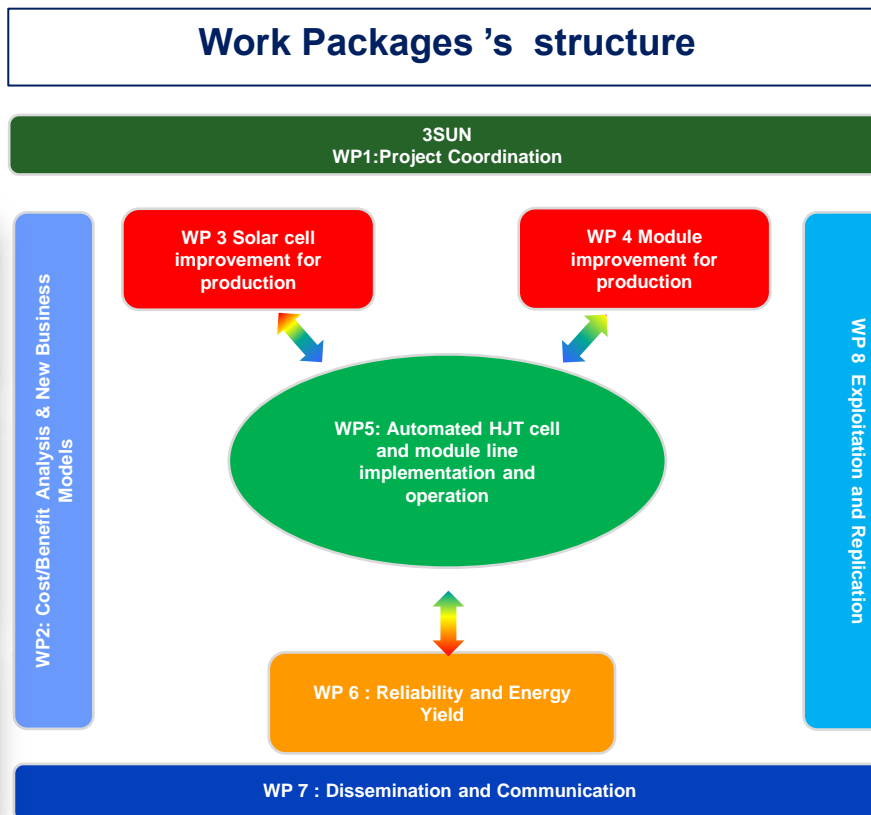 Work Packages 's  structure
3SUN
WP1:Project Coordination
WP2: Cost/Benefit Analysis & New Business
Models
WP 3 Solar cell
improvement for
production
WP 4 Module
improvement for
production
WP5: Automated HJT cell
and module line
implementation and
operation
WP 8  Exploitation and Replication
WP 6 : Reliability and Energy
Yield
WP 7 : Dissemination and Communication